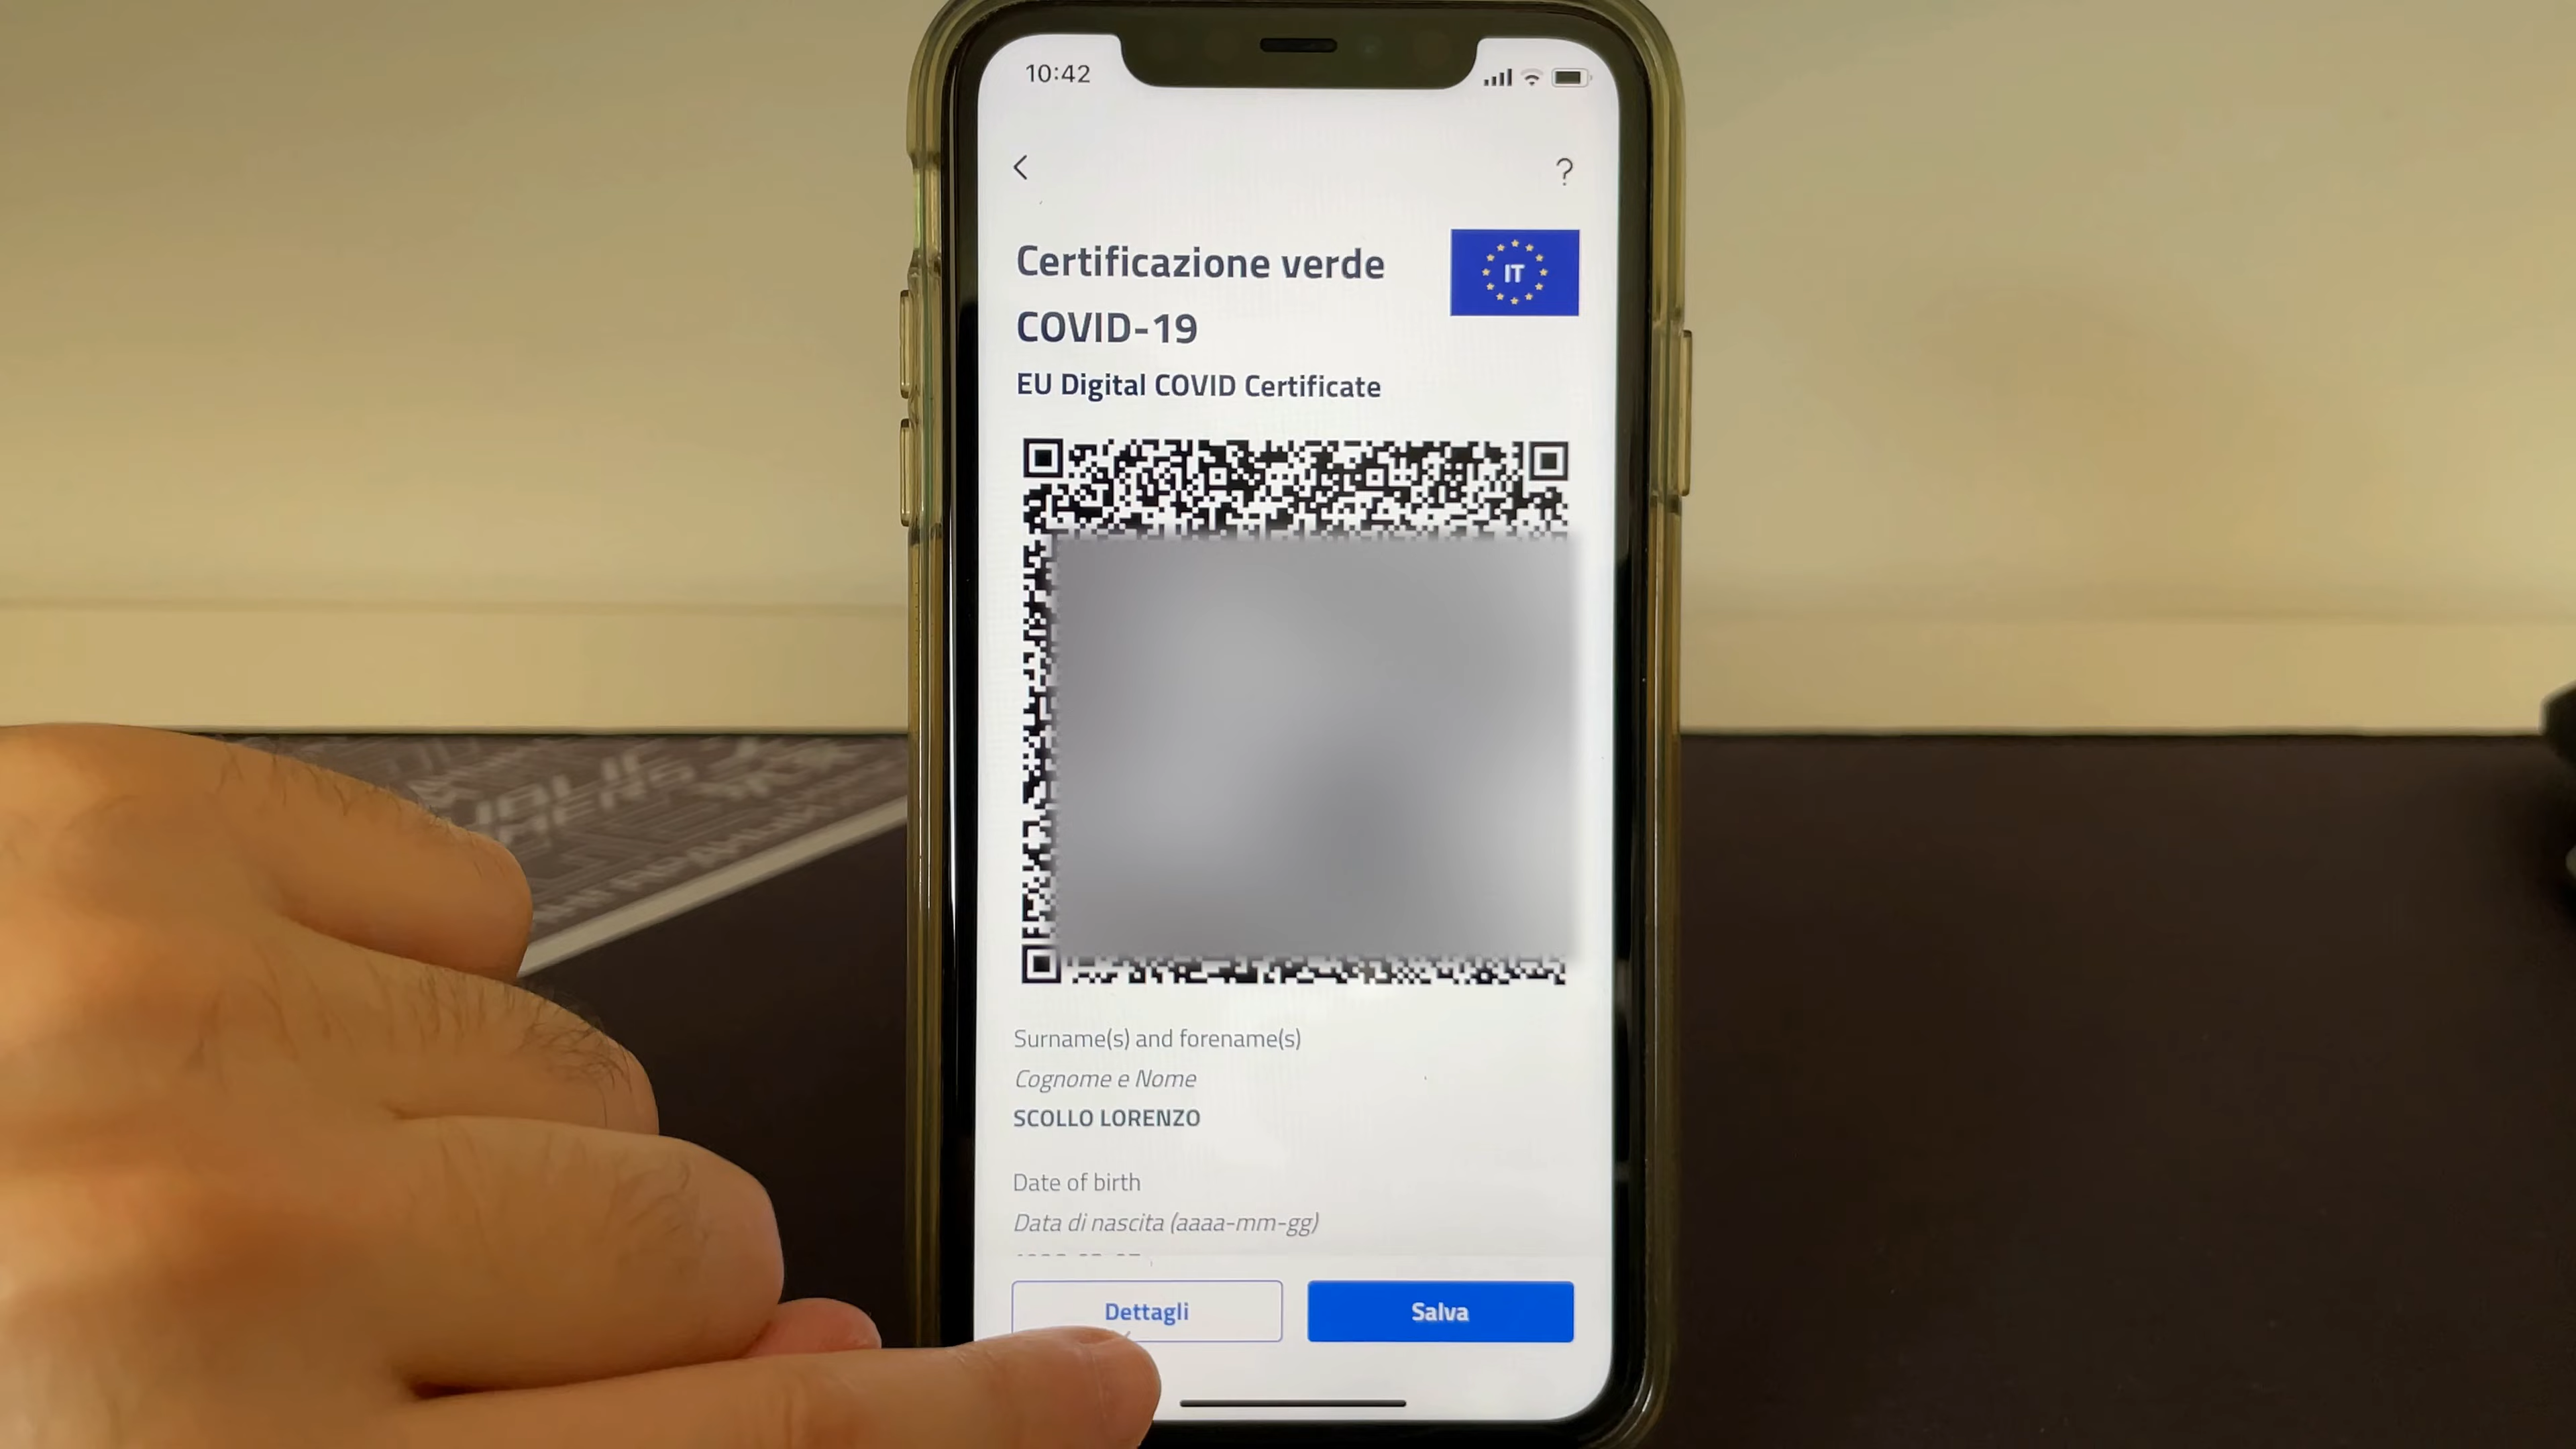 10:42
?
Certificazione verde
COVID-19
IT
EU Digital COVID Certificate
Surname(s) and forename(s)
Cognome e Nome
SCOLLO LORENZO
Date of birth
Data di nascita (aaaa-mm-gg)
Dettagli
Salva